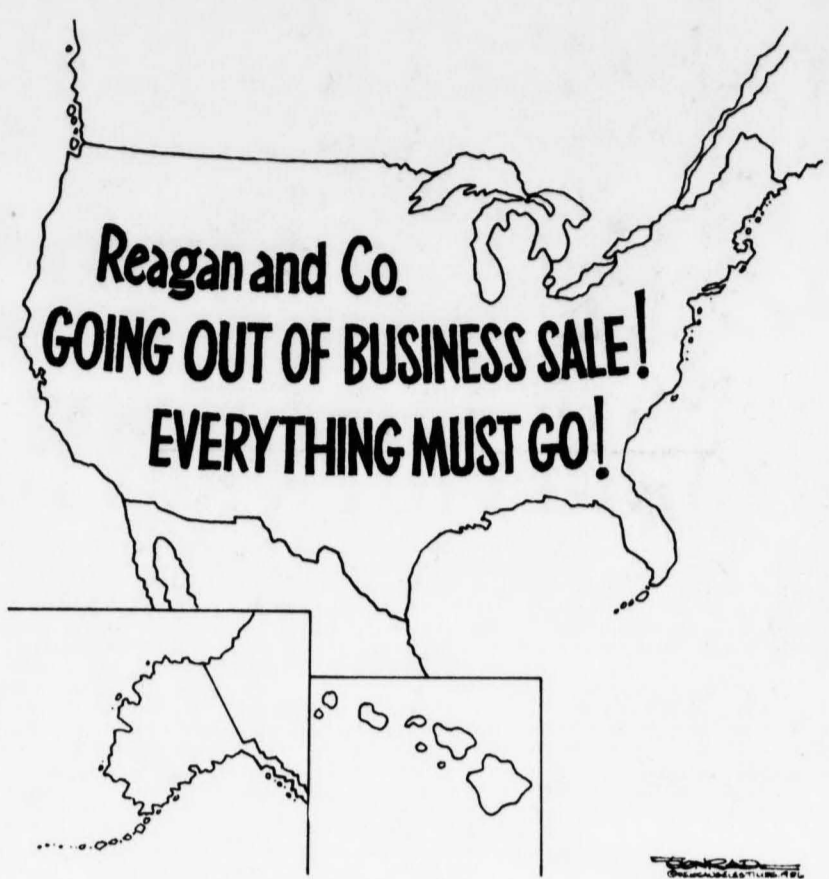 Reagan and Co.
GOING OUT OF BUSINESS SALE!
EVERYTHING MUST GO!
CONRAD